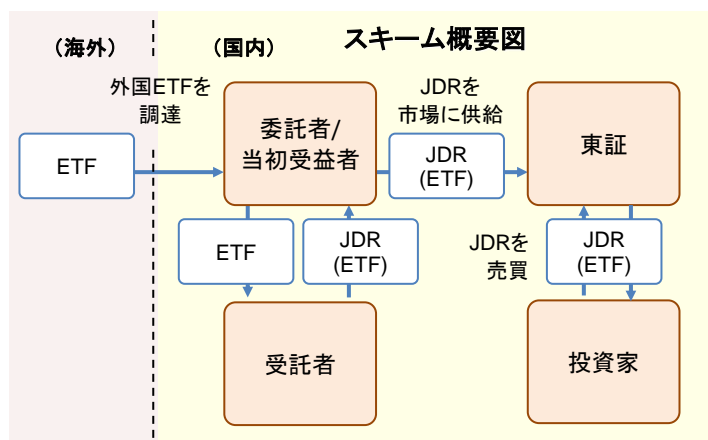 （海外）
（国内）
スキーム概要図
外国ETFを
調達
JDRを
市場に供給
ETF
委託者/
当初受益者
JDR
(ETF)
東証
ETF
JDR
(ETF)
JDRを
売買
JDR
(ETF)
受託者
投資家